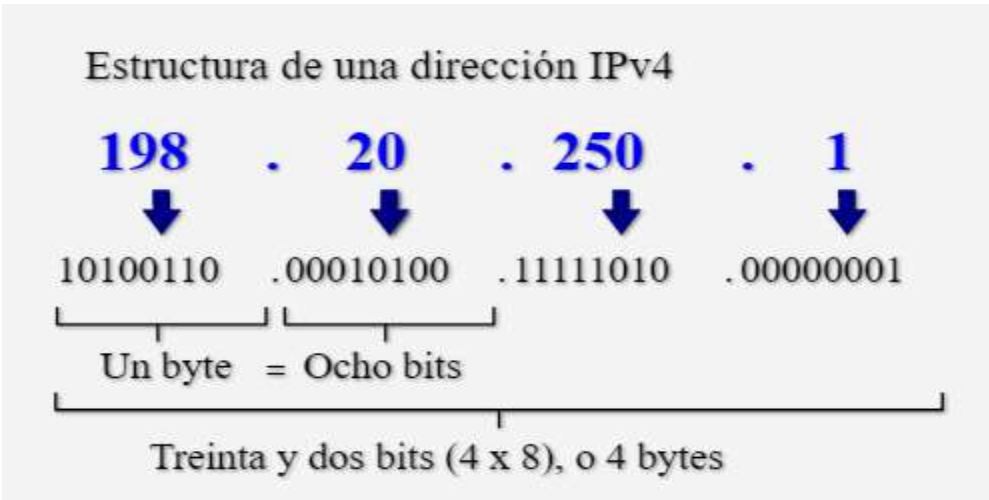 Estructura de una dirección IPv4
198 . 20 . 250 . 1
10100110 .00010100 .11111010 .00000001
Un byte = Ocho bits
Treinta y dos bits (4 x 8), o 4 bytes